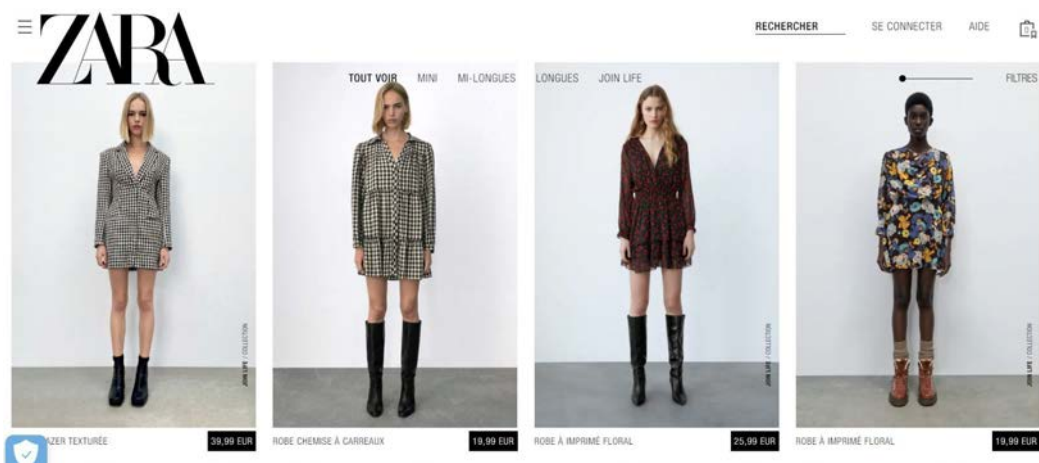 ZARA
RECHERCHER SE CONNECTER AIDE
0
TOUT VOIR MINI MI-LONGUES LONGUES JOIN LIFE FILTRES
JOIN LIFE / COLLECTION
JOIN LIFE / COLLECTION
JOIN LIFE / COLLECTION
AZER TEXTURÉE 39,99 EUR
ROBE CHEMISE À CARREAUX 19,99 EUR
ROBE À IMPRIMÉ FLORAL 25,99 EUR
ROBE À IMPRIMÉ FLORAL 19,99 EUR